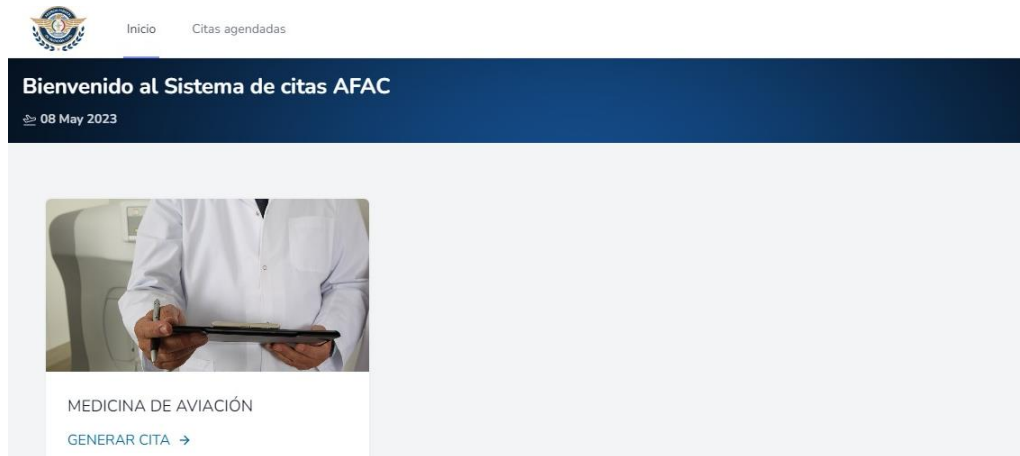 Inicio Citas agendadas
Bienvenido al Sistema de citas AFAC
08 May 2023
MEDICINA DE AVIACIÓN
GENERAR CITA →